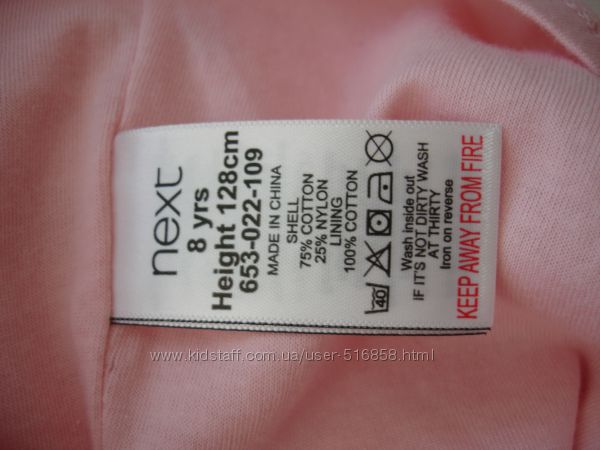 next
8 yrs
Height 128cm
653-022-109
MADE IN CHINA
SHELL
75% COTTON
25% NYLON
LINING
100% COTTON
40
Wash inside out
IF IT'S NOT DIRTY WASH
AT THIRTY
Iron on reverse
KEEP AWAY FROM FIRE
www.kidstaff.com.ua/user-516858.html